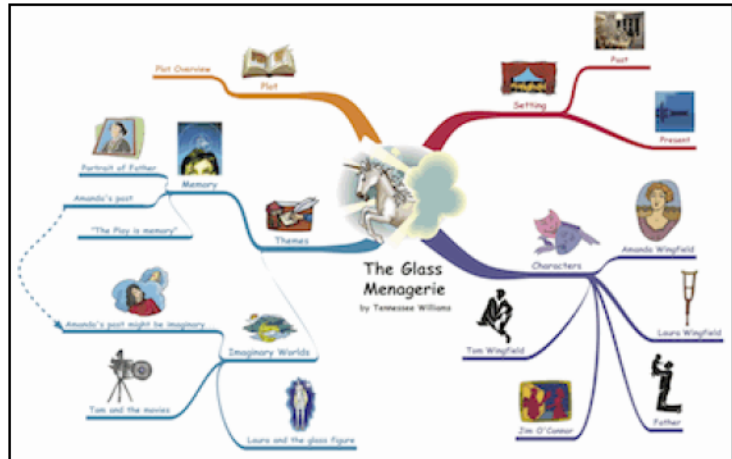 The Glass
Menagerie
by Tennessee Williams
Plot
Plot Overview
Setting
Past
Present
Characters
Amanda Wingfield
Laura Wingfield
Father
Jim O'Connor
Tom Wingfield
Themes
Memory
Portrait of Father
Amanda's past
"The Play is memory"
Imaginary Worlds
Amanda's past might be imaginary
Tom and the movies
Laura and the glass figure